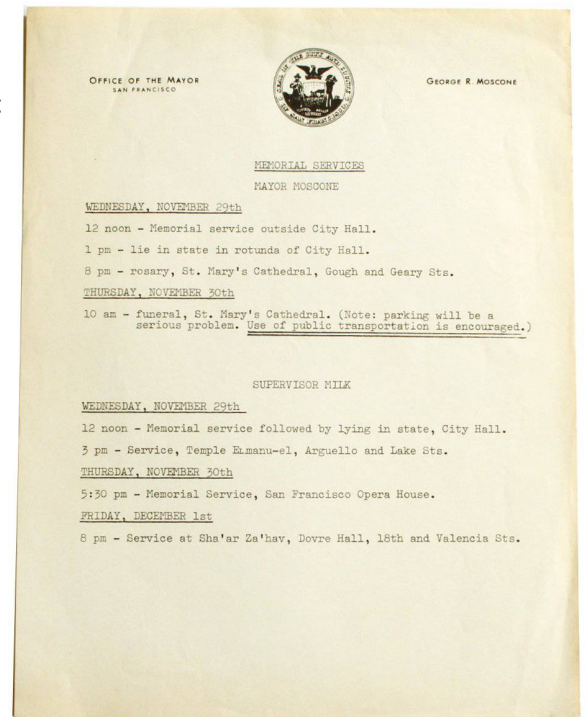 OFFICE OF THE MAYOR
SAN FRANCISCO
GEORGE R. MOSCONE
MEMORIAL SERVICES
MAYOR MOSCONE
WEDNESDAY, NOVEMBER 29th
12 noon - Memorial service outside City Hall.
1 pm - lie in state in rotunda of City Hall.
8 pm - rosary, St. Mary's Cathedral, Gough and Geary Sts.
THURSDAY, NOVEMBER 30th
10 am - funeral, St. Mary's Cathedral. (Note: parking will be a
serious problem. Use of public transportation is encouraged.)
SUPERVISOR MILK
WEDNESDAY, NOVEMBER 29th
12 noon - Memorial service followed by lying in state, City Hall.
3 pm - Service, Temple ELmanu-el, Arguello and Lake Sts.
THURSDAY, NOVEMBER 30th
5:30 pm - Memorial Service, San Francisco Opera House.
FRIDAY, DECEMBER 1st
8 pm - Service at Sha'ar Za'hav, Dovre Hall, 18th and Valencia Sts.